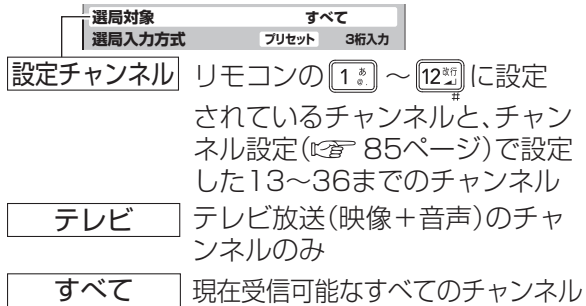 選局対象 すべて
選局入力方式 プリセット 3桁入力
設定チャンネル リモコンの 1 あ @. ～ 12 改行 # に設定
されているチャンネルと、チャン
ネル設定(☞ 85ページ)で設定
した13～36までのチャンネル
テレビ テレビ放送(映像＋音声)のチャ
ンネルのみ
すべて 現在受信可能なすべてのチャンネル